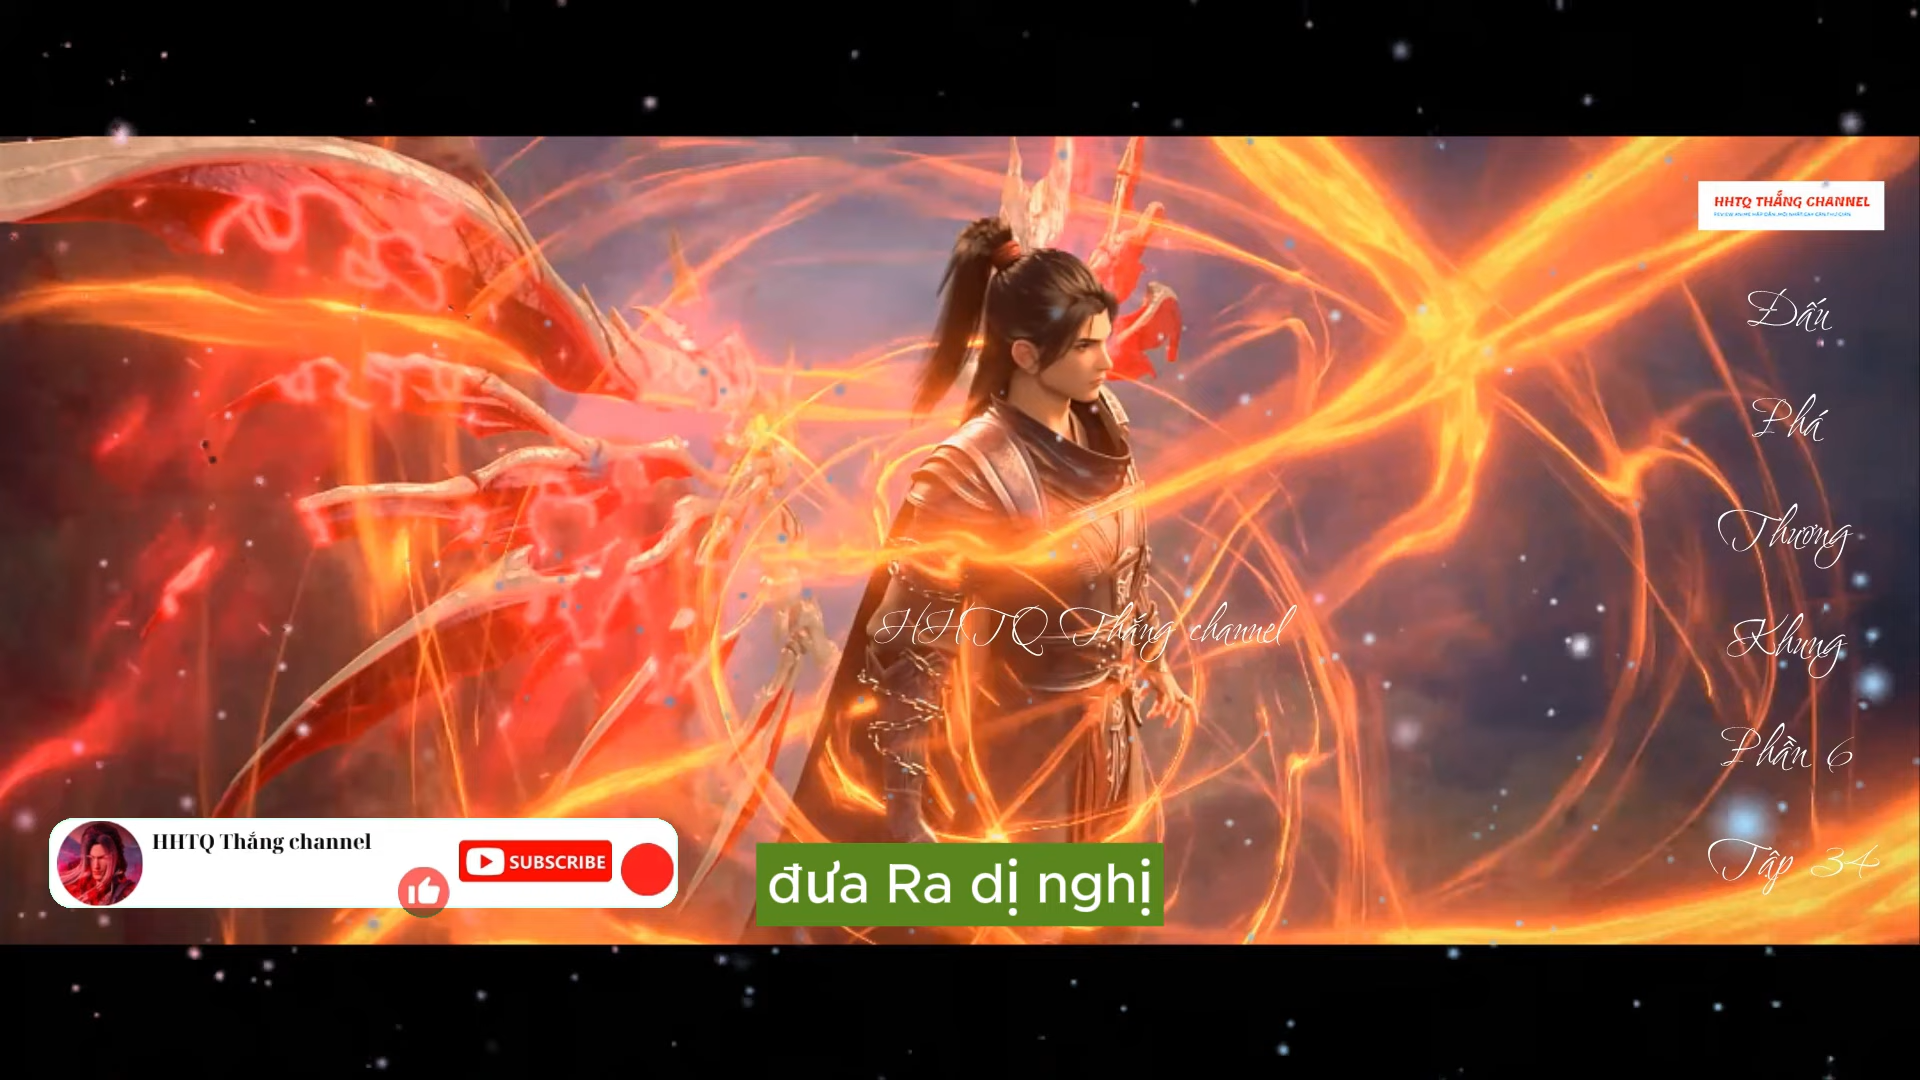 HHTQ THẮNG CHANNEL
Đấu
Phá
Thương
Khung
HHTQ Thắng channel
Phần 6
Tập 34
HHTQ Thắng channel
SUBSCRIBE
đưa Ra dị nghị